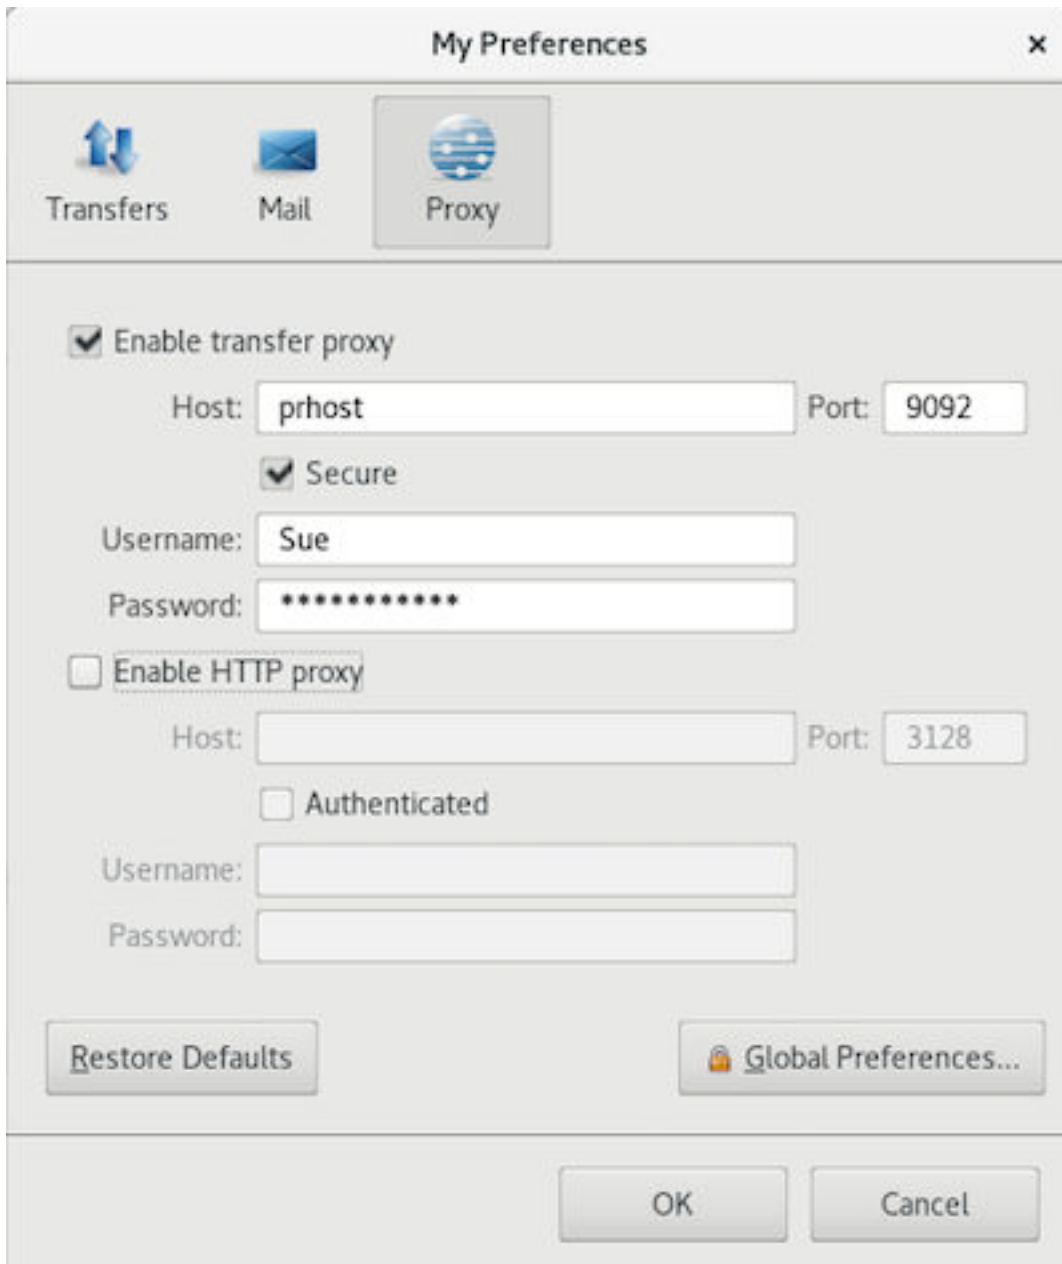 My Preferences
Transfers Mail Proxy
Enable transfer proxy
Host: prhost Port: 9092
Secure
Username: Sue
Password: ***********
Enable HTTP proxy
Host: Port: 3128
Authenticated
Username:
Password:
Restore Defaults Global Preferences...
OK Cancel